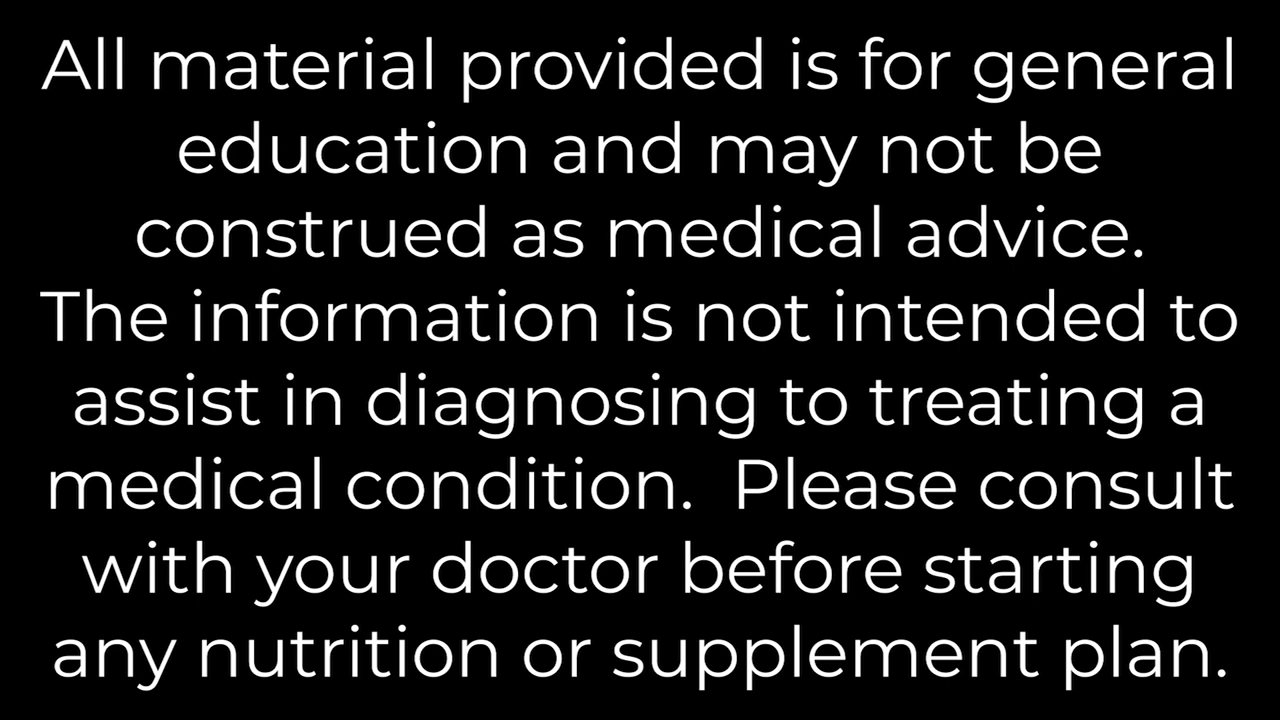 All material provided is for general
education and may not be
construed as medical advice.
The information is not intended to
assist in diagnosing to treating a
medical condition.  Please consult
with your doctor before starting
any nutrition or supplement plan.